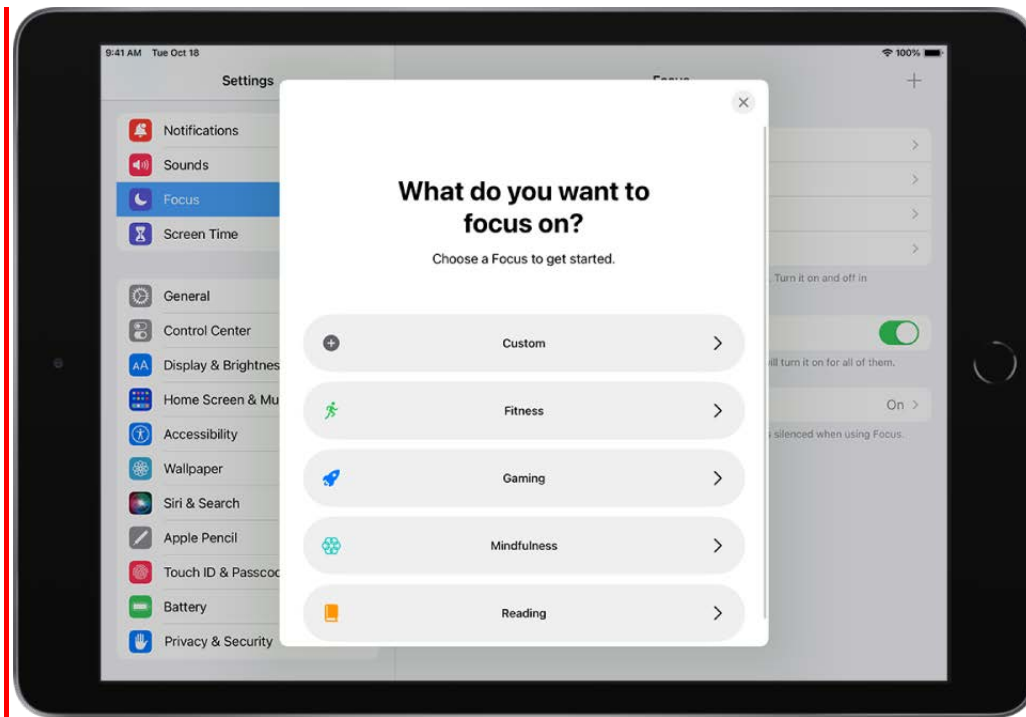 9:41 AM Tue Oct 18
100%
Settings
Notifications
Sounds
Focus
Screen Time
General
Control Center
Display & Brightnes
Home Screen & Mu
Accessibility
Wallpaper
Siri & Search
Apple Pencil
Touch ID & Passcod
Battery
Privacy & Security
Focus
What do you want to
focus on?
Choose a Focus to get started.
Custom
Fitness
Gaming
Mindfulness
Reading
Turn it on and off in
ill turn it on for all of them.
On
silenced when using Focus.